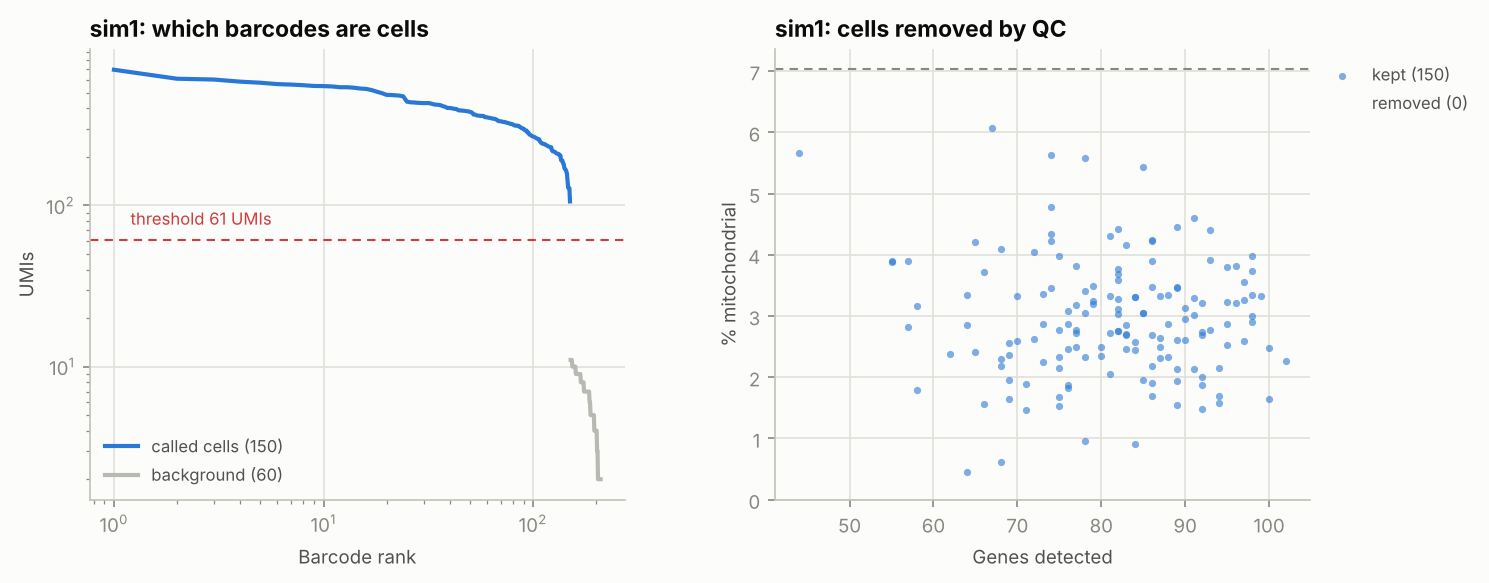 sim1: which barcodes are cells
10²
10¹
UMIs
threshold 61 UMIs
called cells (150)
background (60)
10⁰
10¹
10²
Barcode rank
sim1: cells removed by QC
7
6
5
4
3
2
1
0
% mitochondrial
50
60
70
80
90
100
Genes detected
kept (150)
removed (0)